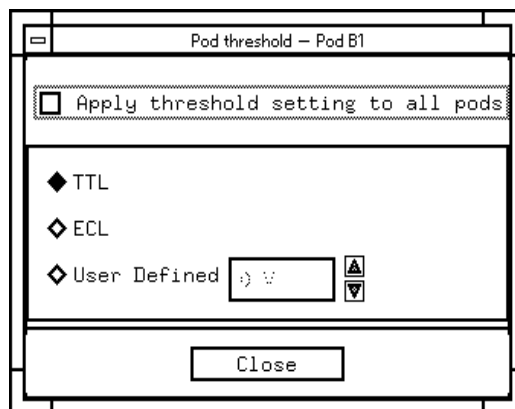 Pod threshold — Pod B1
Apply threshold setting to all pods
TTL
ECL
User Defined
Close